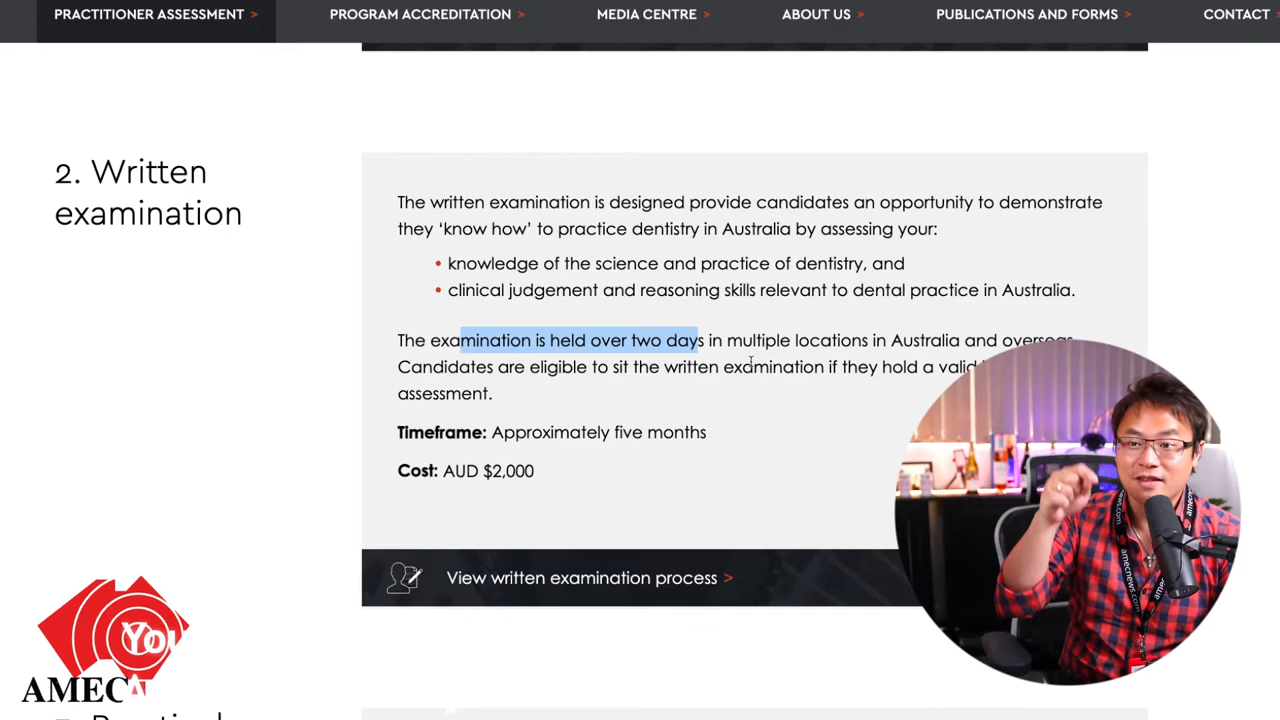 PRACTITIONER ASSESSMENT > PROGRAM ACCREDITATION > MEDIA CENTRE > ABOUT US > PUBLICATIONS AND FORMS > CONTACT >
2. Written
examination
The written examination is designed provide candidates an opportunity to demonstrate
they ‘know how’ to practice dentistry in Australia by assessing your:
• knowledge of the science and practice of dentistry, and
• clinical judgement and reasoning skills relevant to dental practice in Australia.
The examination is held over two days in multiple locations in Australia and overseas.
Candidates are eligible to sit the written examination if they hold a valid
assessment.
Timeframe: Approximately five months
Cost: AUD $2,000
View written examination process >
amecnews.com
You
AMEC